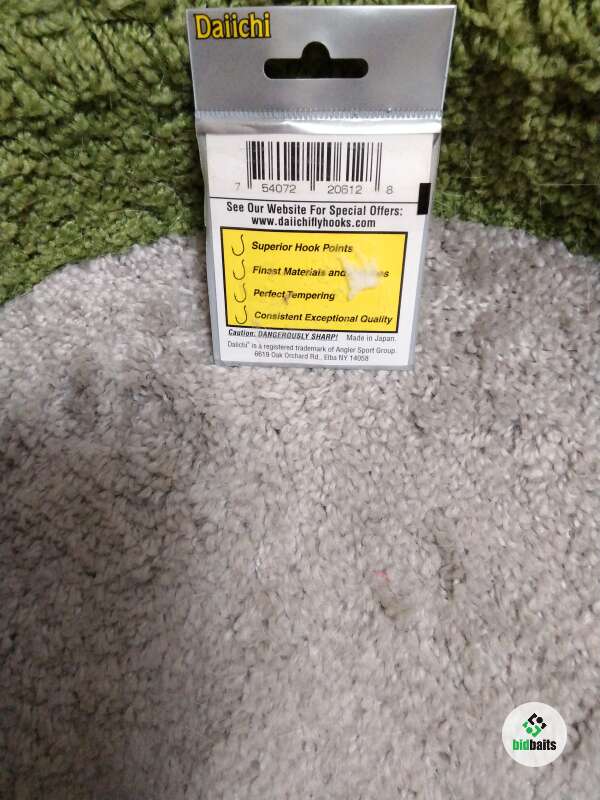 Daiichi
7 54072 20612 8
See Our Website For Special Offers:
www.daiichiflyhooks.com
Superior Hook Points
Finest Materials and
Perfect Tempering
Consistent Exceptional Quality
Caution: DANGEROUSLY SHARP! Made in Japan.
Daiichi® is a registered trademark of Angler Sport Group.
6619 Oak Orchard Rd., Elba NY 14058
bidbaits